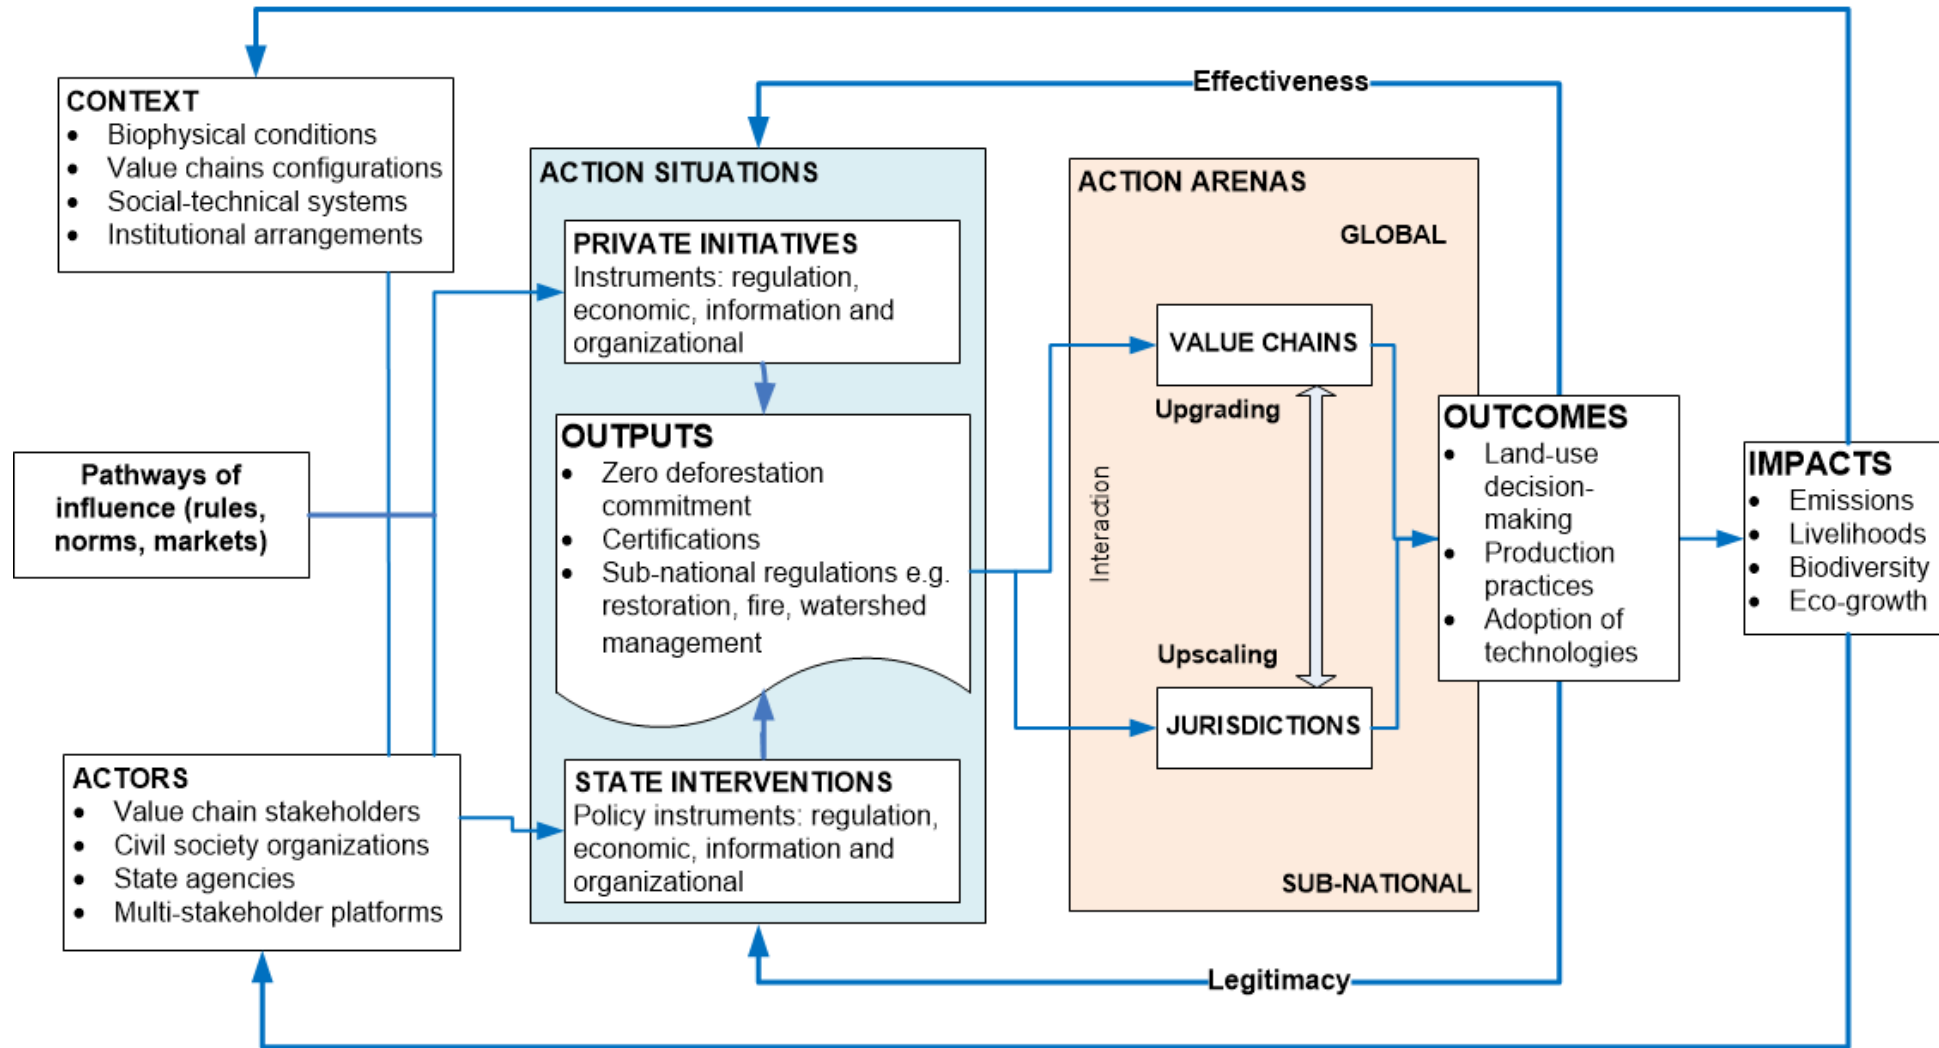 CONTEXT
• Biophysical conditions
• Value chains configurations
• Social-technical systems
• Institutional arrangements
Pathways of
influence (rules,
norms, markets)
ACTORS
• Value chain stakeholders
• Civil society organizations
• State agencies
• Multi-stakeholder platforms
Effectiveness
ACTION SITUATIONS
PRIVATE INITIATIVES
Instruments: regulation,
economic, information and
organizational
OUTPUTS
• Zero deforestation
commitment
• Certifications
• Sub-national regulations e.g.
restoration, fire, watershed
management
STATE INTERVENTIONS
Policy instruments: regulation,
economic, information and
organizational
ACTION ARENAS
GLOBAL
VALUE CHAINS
Upgrading
Interaction
Upscaling
JURISDICTIONS
SUB-NATIONAL
Legitimacy
OUTCOMES
• Land-use
decision-
making
• Production
practices
• Adoption of
technologies
IMPACTS
• Emissions
• Livelihoods
• Biodiversity
• Eco-growth